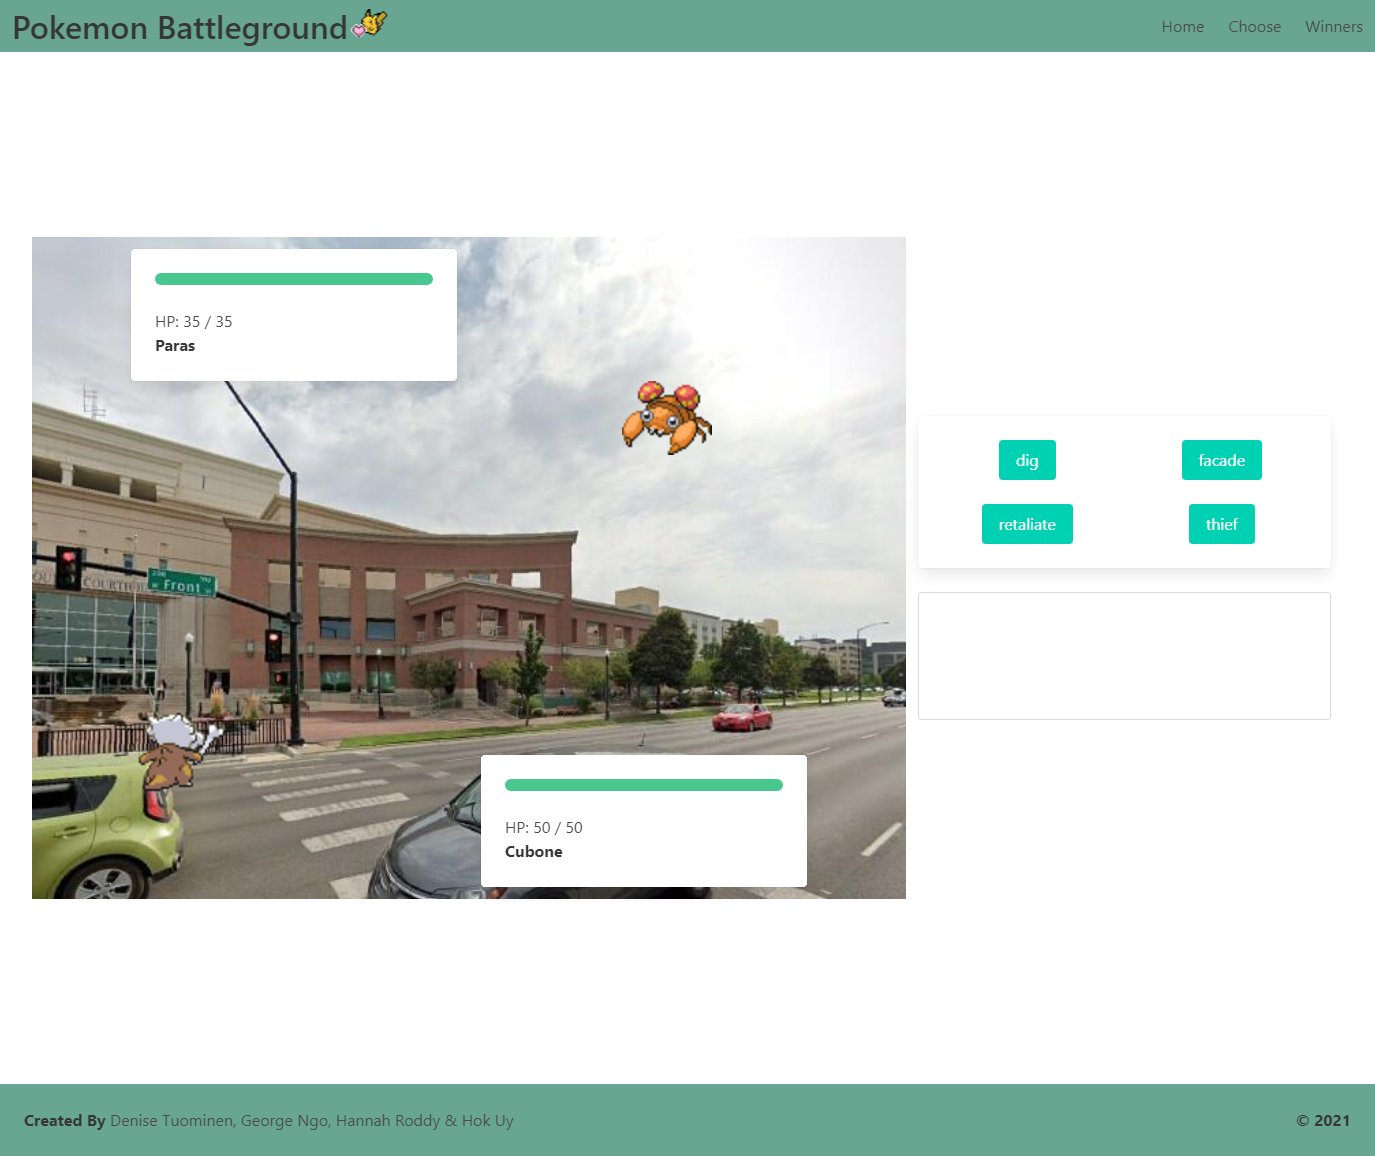 Pokemon Battleground
Home Choose Winners
HP: 35 / 35
Paras
dig facade
retaliate thief
Front
HP: 50 / 50
Cubone
Created By Denise Tuominen, George Ngo, Hannah Roddy & Hok Uy
© 2021